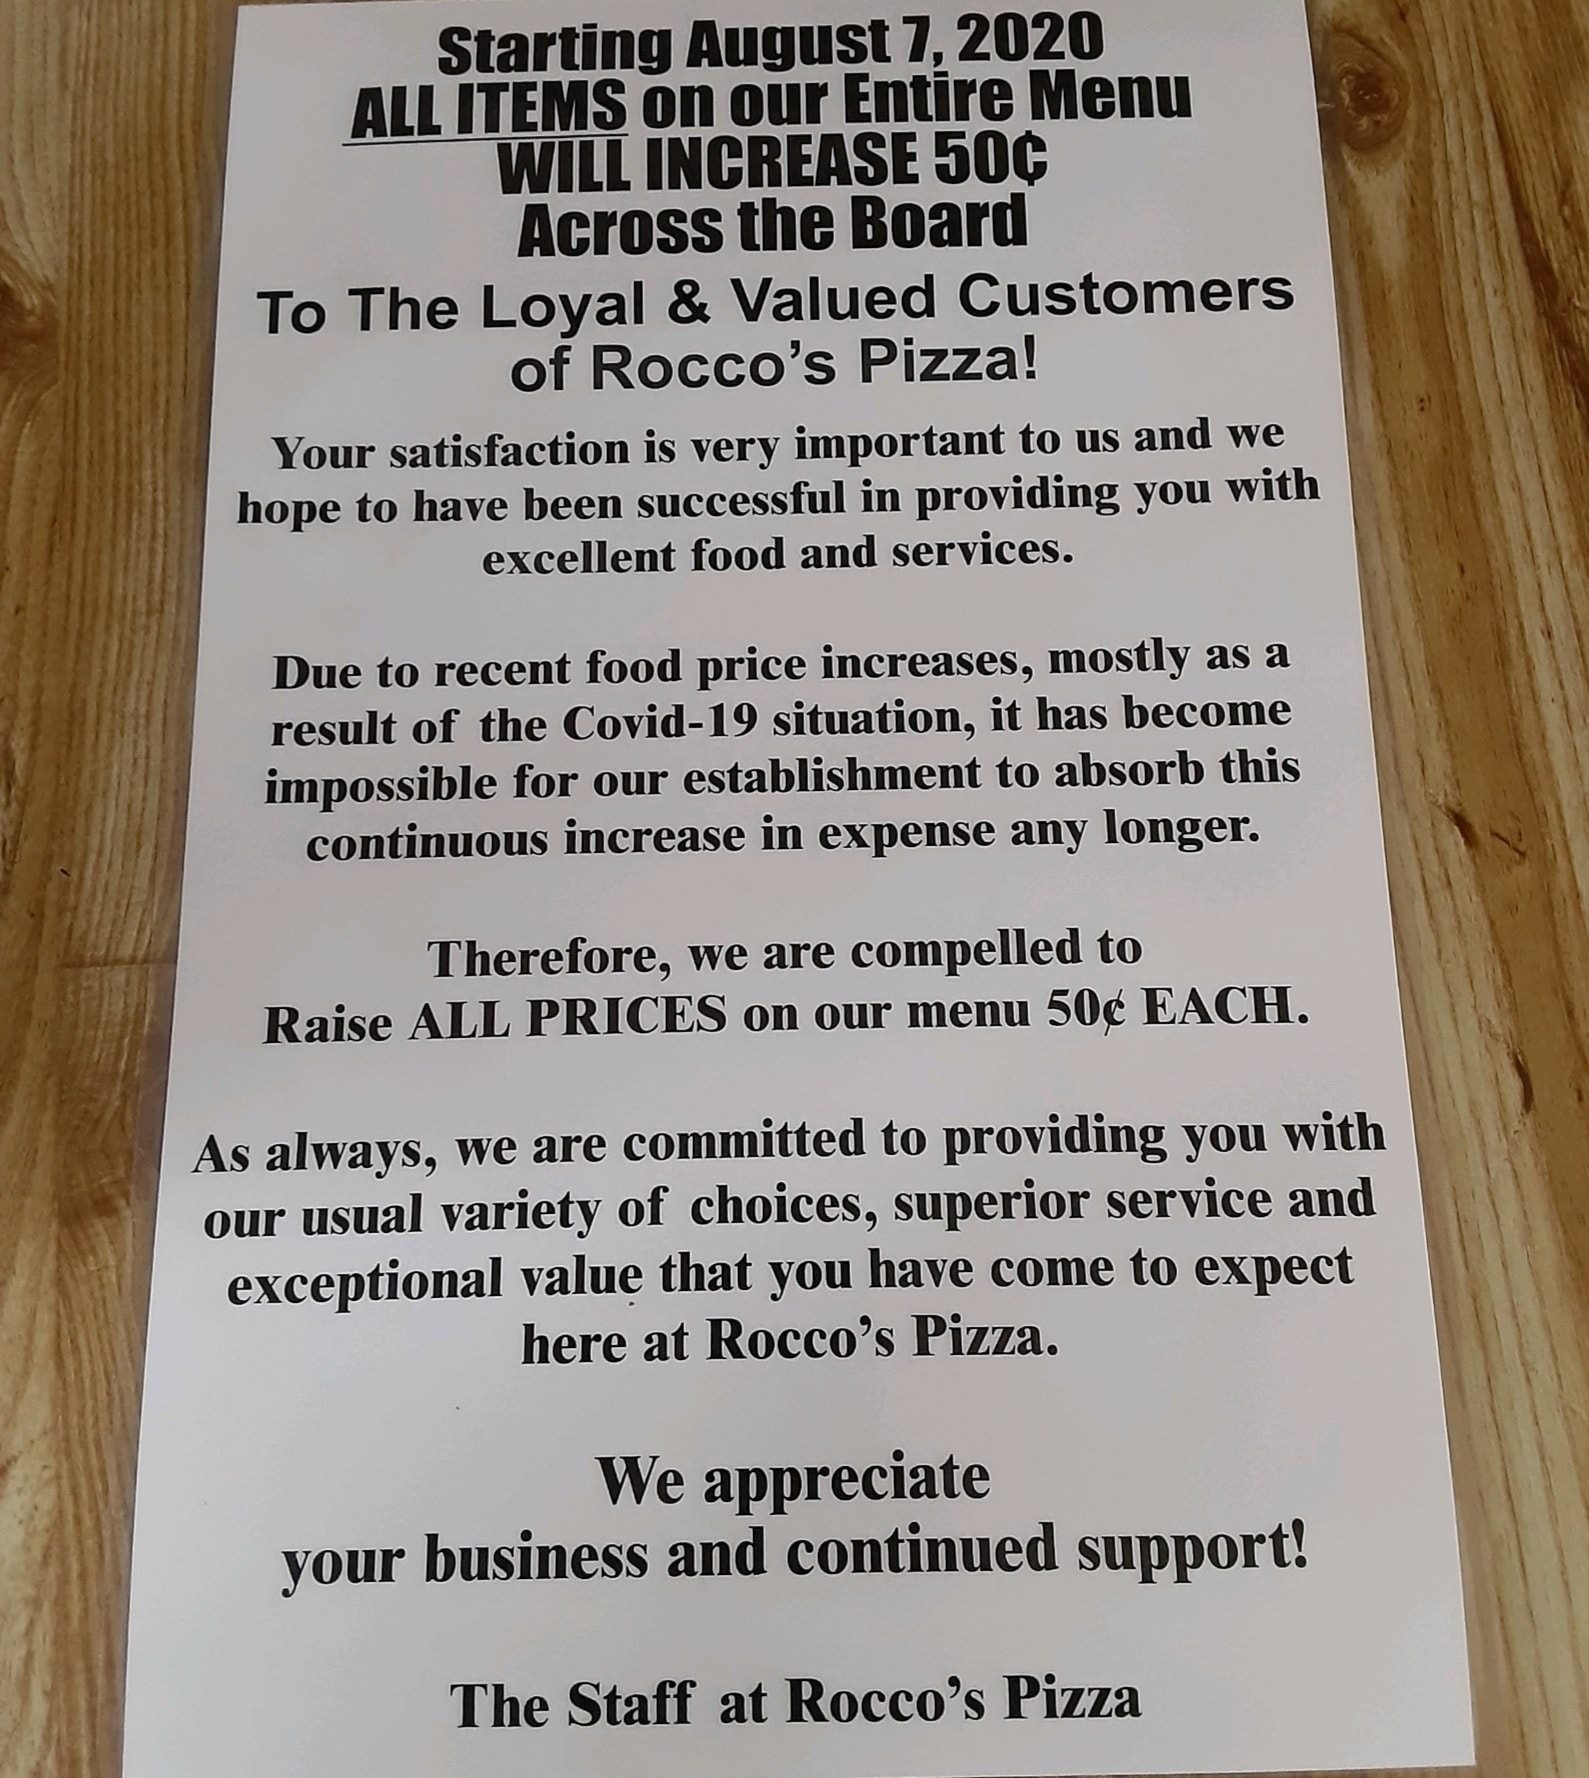 Starting August 7, 2020
ALL ITEMS on our Entire Menu
WILL INCREASE 50¢
Across the Board
To The Loyal & Valued Customers
of Rocco’s Pizza!
Your satisfaction is very important to us and we
hope to have been successful in providing you with
excellent food and services.
Due to recent food price increases, mostly as a
result of the Covid-19 situation, it has become
impossible for our establishment to absorb this
continuous increase in expense any longer.
Therefore, we are compelled to
Raise ALL PRICES on our menu 50¢ EACH.
As always, we are committed to providing you with
our usual variety of choices, superior service and
exceptional value that you have come to expect
here at Rocco’s Pizza.
We appreciate
your business and continued support!
The Staff at Rocco’s Pizza